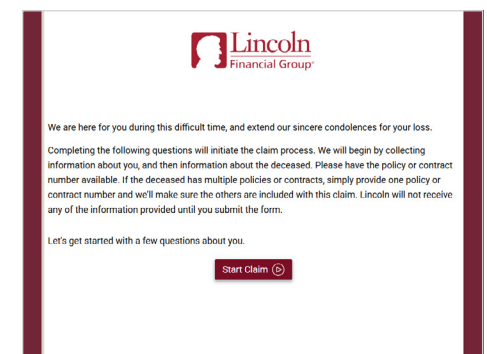 Lincoln
Financial Group®
We are here for you during this difficult time, and extend our sincere condolences for your loss.
Completing the following questions will initiate the claim process. We will begin by collecting
information about you, and then information about the deceased. Please have the policy or contract
number available. If the deceased has multiple policies or contracts, simply provide one policy or
contract number and we'll make sure the others are included with this claim. Lincoln will not receive
any of the information provided until you submit the form.
Let's get started with a few questions about you.
Start Claim